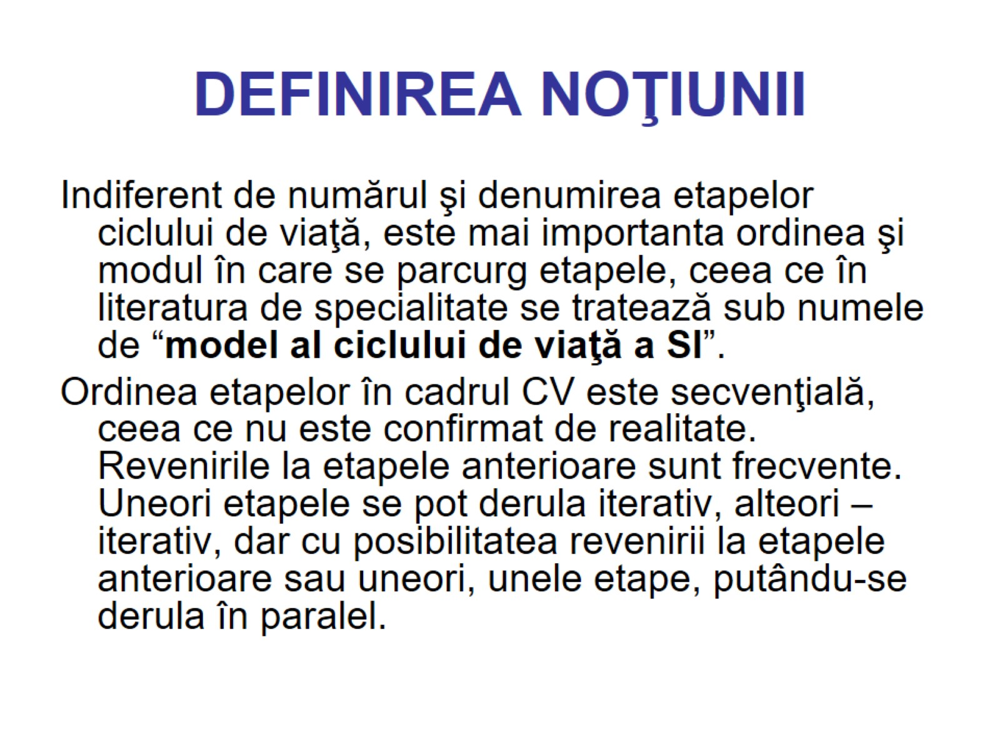 DEFINIREA NOŢIUNII
Indiferent de numărul şi denumirea etapelor
ciclului de viaţă, este mai importanta ordinea şi
modul în care se parcurg etapele, ceea ce în
literatura de specialitate se tratează sub numele
de “model al ciclului de viaţă a SI”.
Ordinea etapelor în cadrul CV este secvenţială,
ceea ce nu este confirmat de realitate.
Revenirile la etapele anterioare sunt frecvente.
Uneori etapele se pot derula iterativ, alteori –
iterativ, dar cu posibilitatea revenirii la etapele
anterioare sau uneori, unele etape, putându-se
derula în paralel.